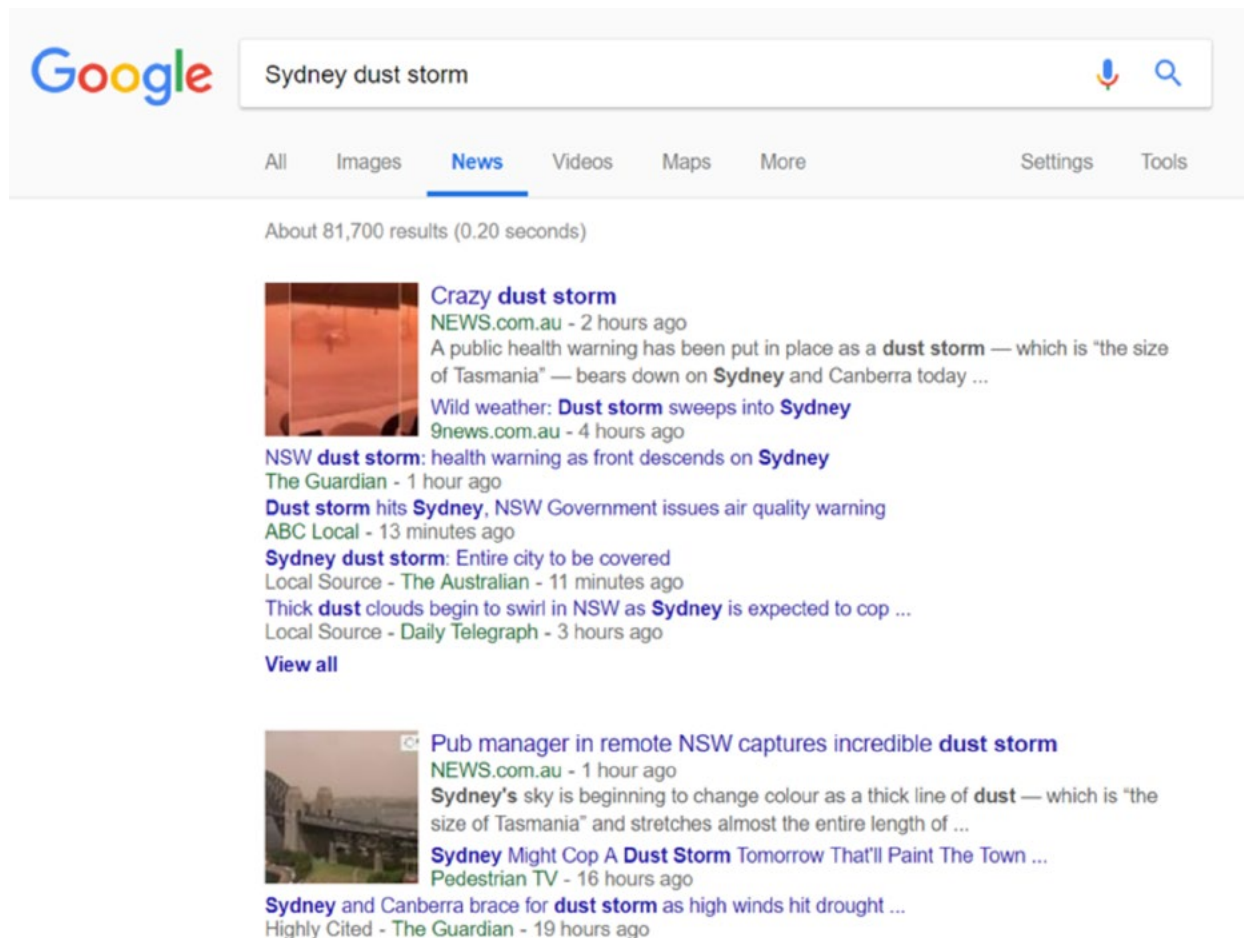 Google
Sydney dust storm
All Images News Videos Maps More Settings Tools
About 81,700 results (0.20 seconds)
Crazy dust storm
NEWS.com.au - 2 hours ago
A public health warning has been put in place as a dust storm — which is “the size
of Tasmania” — bears down on Sydney and Canberra today ...
Wild weather: Dust storm sweeps into Sydney
9news.com.au - 4 hours ago
NSW dust storm: health warning as front descends on Sydney
The Guardian - 1 hour ago
Dust storm hits Sydney, NSW Government issues air quality warning
ABC Local - 13 minutes ago
Sydney dust storm: Entire city to be covered
Local Source - The Australian - 11 minutes ago
Thick dust clouds begin to swirl in NSW as Sydney is expected to cop ...
Local Source - Daily Telegraph - 3 hours ago
View all
Pub manager in remote NSW captures incredible dust storm
NEWS.com.au - 1 hour ago
Sydney's sky is beginning to change colour as a thick line of dust — which is “the
size of Tasmania” and stretches almost the entire length of ...
Sydney Might Cop A Dust Storm Tomorrow That'll Paint The Town ...
Pedestrian TV - 16 hours ago
Sydney and Canberra brace for dust storm as high winds hit drought ...
Highly Cited - The Guardian - 19 hours ago